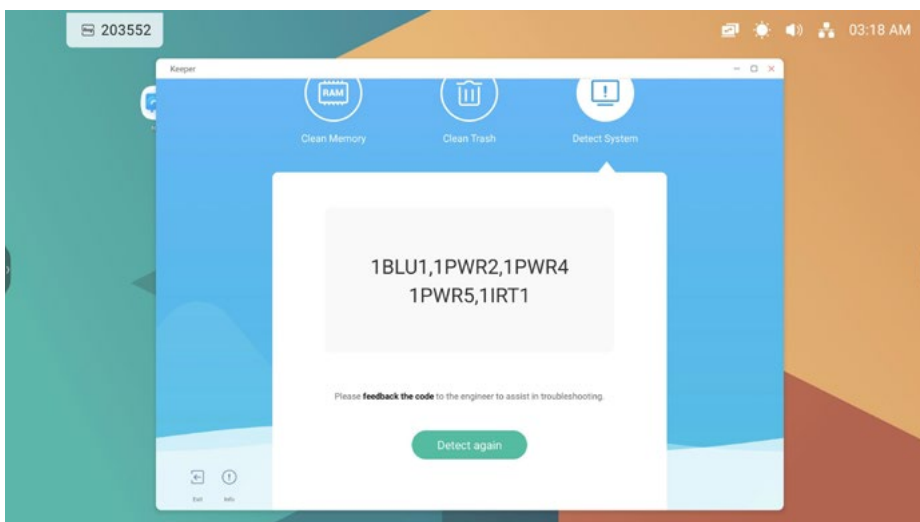 203552
03:18 AM
Keeper
RAM
Clean Memory
Clean Trash
Detect System
1BLU1,1PWR2,1PWR4
1PWR5,1IRT1
Please feedback the code to the engineer to assist in troubleshooting.
Detect again
Exit
Info